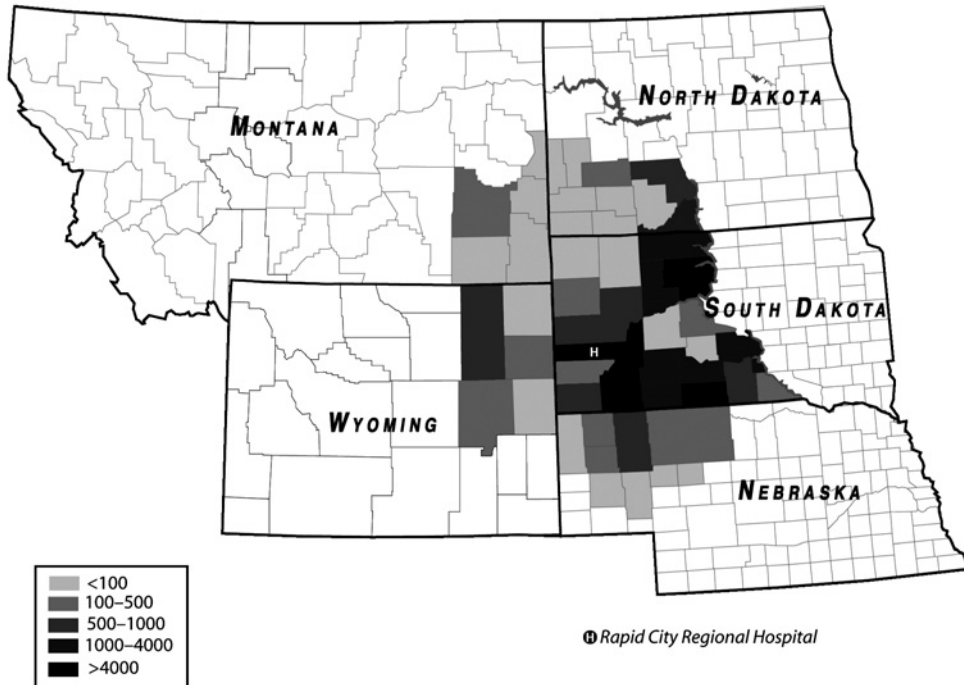 NORTH DAKOTA
MONTANA
SOUTH DAKOTA
H
WYOMING
NEBRASKA
<100
100–500
500–1000
1000–4000
>4000
H Rapid City Regional Hospital